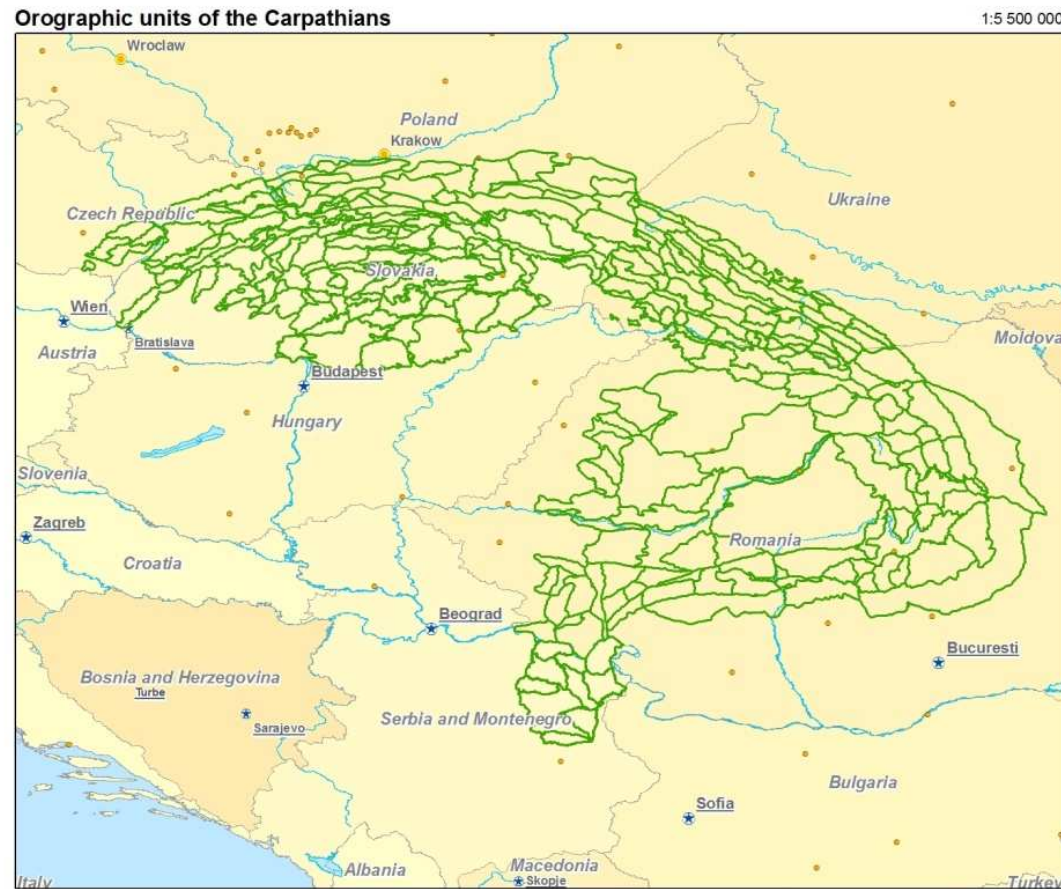 Orographic units of the Carpathians
1:5 500 000
Wroclaw
Poland
Krakow
Ukraine
Czech Republic
Slovakia
Wien
Bratislava
Austria
Moldova
Budapest
Hungary
Slovenia
Zagreb
Romania
Croatia
Beograd
Bucuresti
Bosnia and Herzegovina
Turbe
Serbia and Montenegro
Sarajevo
Bulgaria
Sofia
Albania
Macedonia
Skopje
Italy
Turkey